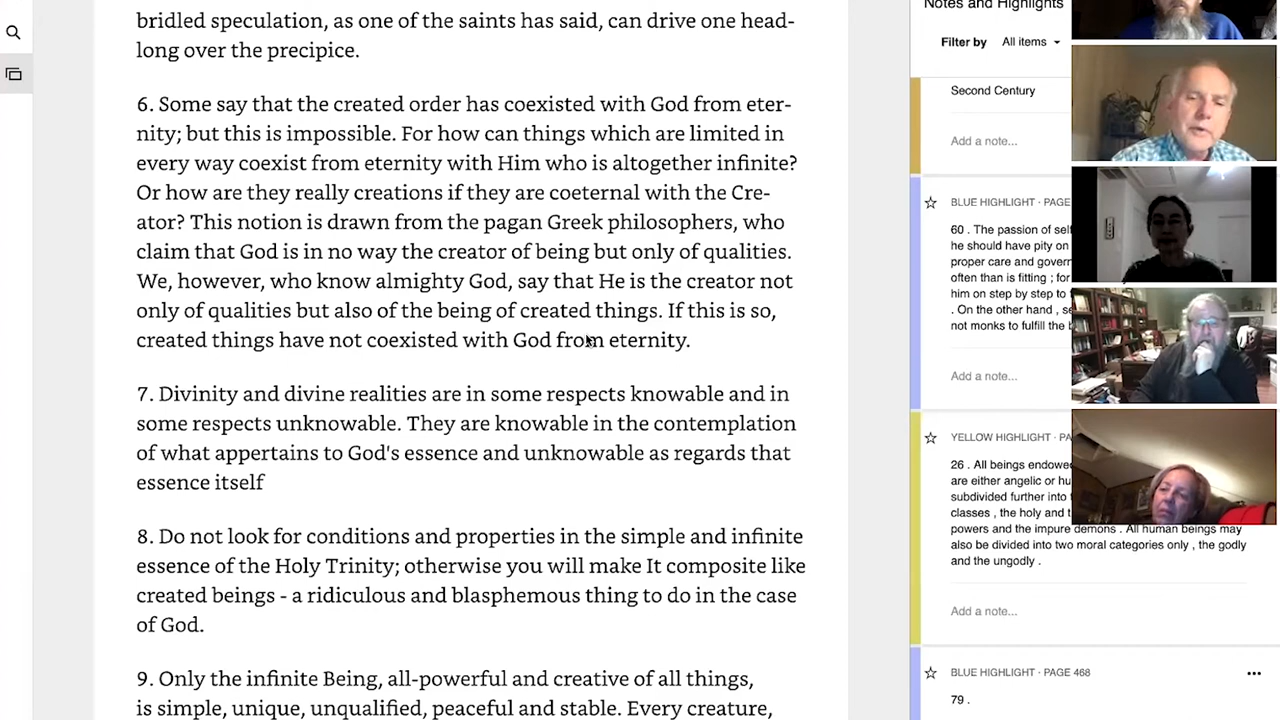 bridled speculation, as one of the saints has said, can drive one head-
long over the precipice.
6. Some say that the created order has coexisted with God from eter-
nity; but this is impossible. For how can things which are limited in
every way coexist from eternity with Him who is altogether infinite?
Or how are they really creations if they are coeternal with the Cre-
ator? This notion is drawn from the pagan Greek philosophers, who
claim that God is in no way the creator of being but only of qualities.
We, however, who know almighty God, say that He is the creator not
only of qualities but also of the being of created things. If this is so,
created things have not coexisted with God from eternity.
7. Divinity and divine realities are in some respects knowable and in
some respects unknowable. They are knowable in the contemplation
of what appertains to God's essence and unknowable as regards that
essence itself
8. Do not look for conditions and properties in the simple and infinite
essence of the Holy Trinity; otherwise you will make It composite like
created beings - a ridiculous and blasphemous thing to do in the case
of God.
9. Only the infinite Being, all-powerful and creative of all things,
is simple, unique, unqualified, peaceful and stable. Every creature,
Notes and Highlights
Filter by All items
Second Century
Add a note...
BLUE HIGHLIGHT · PAGE
60 . The passion of self
he should have pity on
proper care and govern
often than is fitting ; for
him on step by step to
. On the other hand , se
not monks to fulfill the b
Add a note...
YELLOW HIGHLIGHT · PA
26 . All beings endowe
are either angelic or hu
subdivided further into
classes , the holy and t
powers and the impure demons . All human beings may
also be divided into two moral categories only , the godly
and the ungodly .
Add a note...
BLUE HIGHLIGHT · PAGE 468
79 .